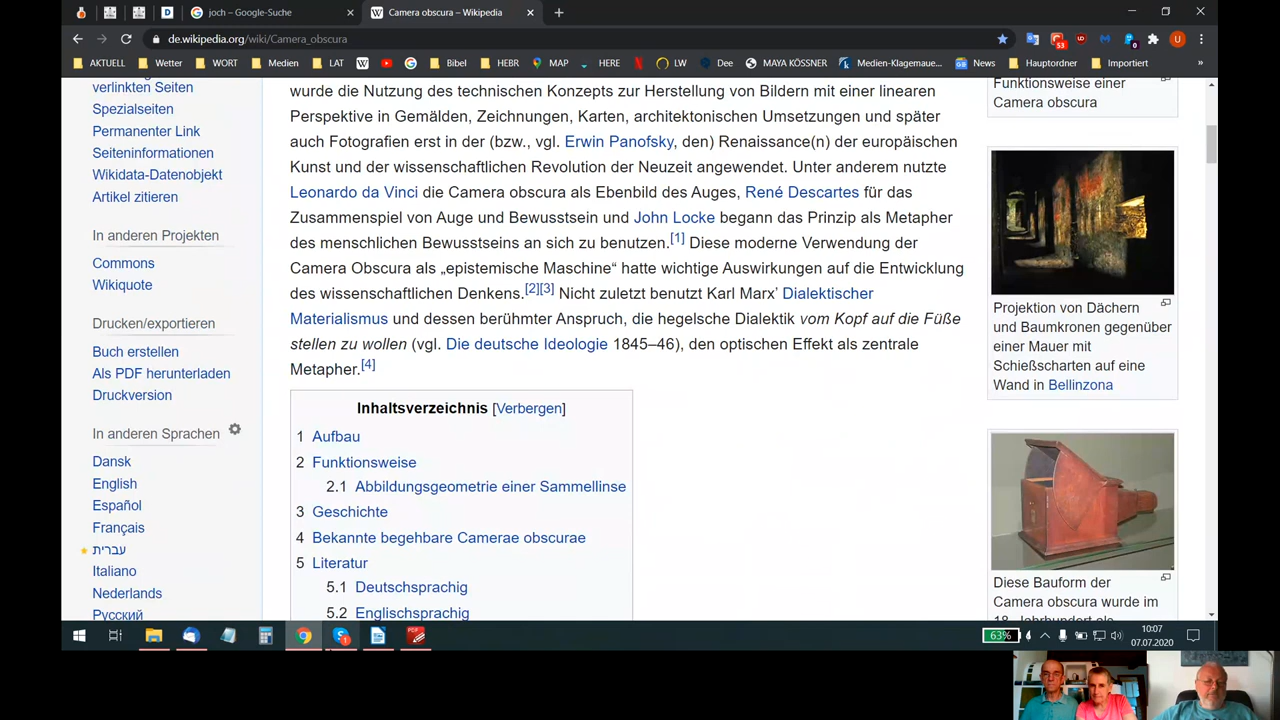 joch – Google-Suche
Camera obscura – Wikipedia
de.wikipedia.org/wiki/Camera_obscura
53
0
U
AKTUELL
Wetter
WORT
Medien
LAT
Bibel
HEBR
MAP
HERE
LW
Dee
MAYA KÖSSNER
Medien-Klagemaue...
News
Hauptordner
Importiert
»
verlinkten Seiten
Spezialseiten
Permanenter Link
Seiteninformationen
Wikidata-Datenobjekt
Artikel zitieren
In anderen Projekten
Commons
Wikiquote
Drucken/exportieren
Buch erstellen
Als PDF herunterladen
Druckversion
In anderen Sprachen
Dansk
English
Español
Français
עברית
Italiano
Nederlands
Русский
wurde die Nutzung des technischen Konzepts zur Herstellung von Bildern mit einer linearen
Perspektive in Gemälden, Zeichnungen, Karten, architektonischen Umsetzungen und später
auch Fotografien erst in der (bzw., vgl. Erwin Panofsky, den) Renaissance(n) der europäischen
Kunst und der wissenschaftlichen Revolution der Neuzeit angewendet. Unter anderem nutzte
Leonardo da Vinci die Camera obscura als Ebenbild des Auges, René Descartes für das
Zusammenspiel von Auge und Bewusstsein und John Locke begann das Prinzip als Metapher
des menschlichen Bewusstseins an sich zu benutzen.[1] Diese moderne Verwendung der
Camera Obscura als „epistemische Maschine“ hatte wichtige Auswirkungen auf die Entwicklung
des wissenschaftlichen Denkens.[2][3] Nicht zuletzt benutzt Karl Marx’ Dialektischer
Materialismus und dessen berühmter Anspruch, die hegelsche Dialektik vom Kopf auf die Füße
stellen zu wollen (vgl. Die deutsche Ideologie 1845–46), den optischen Effekt als zentrale
Metapher.[4]
Inhaltsverzeichnis [Verbergen]
1 Aufbau
2 Funktionsweise
2.1 Abbildungsgeometrie einer Sammellinse
3 Geschichte
4 Bekannte begehbare Camerae obscurae
5 Literatur
5.1 Deutschsprachig
5.2 Englischsprachig
Funktionsweise einer
Camera obscura
Projektion von Dächern
und Baumkronen gegenüber
einer Mauer mit
Schießscharten auf eine
Wand in Bellinzona
Diese Bauform der
Camera obscura wurde im
18. Jahrhundert als
63%
10:07
07.07.2020